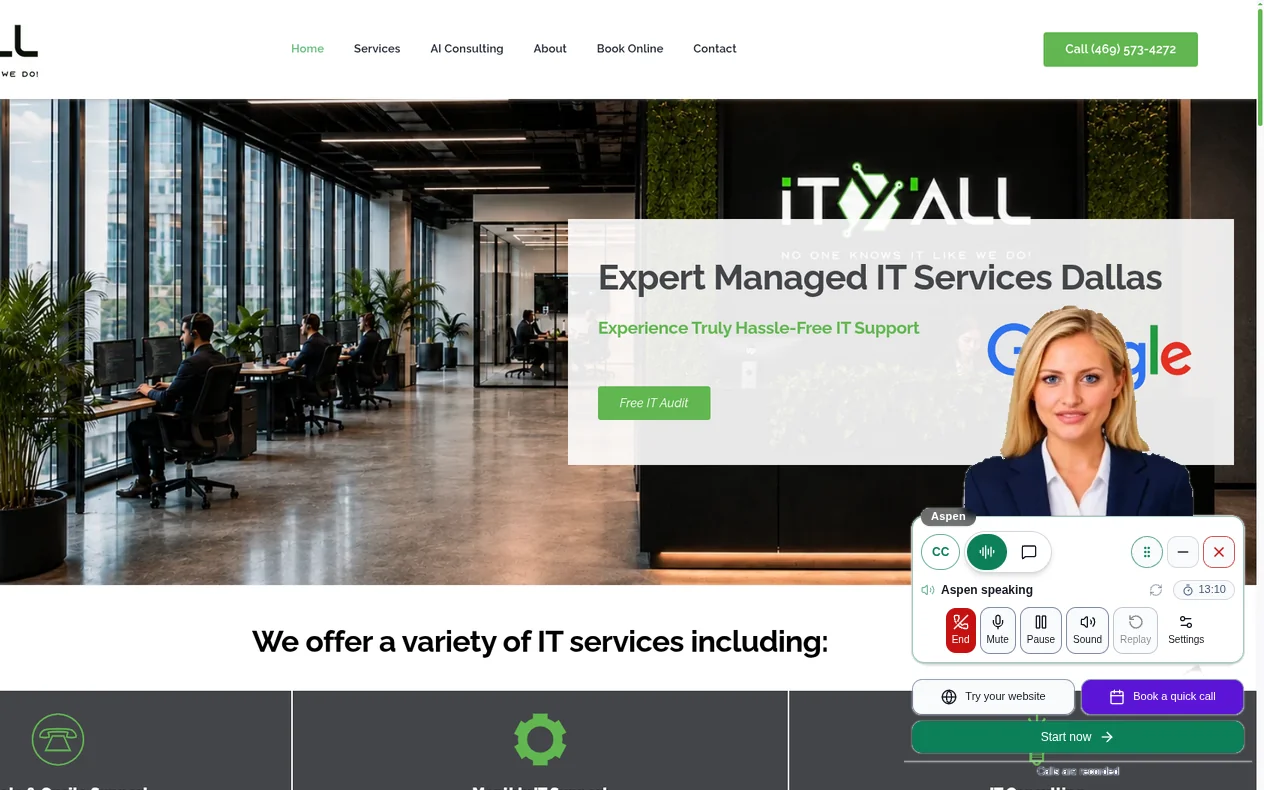 LL
WE DO!
Home Services AI Consulting About Book Online Contact
Call (469) 573-4272
iTY'ALL
NO ONE KNOWS IT LIKE WE DO!
Expert Managed IT Services Dallas
Experience Truly Hassle-Free IT Support
Google
Free IT Audit
Aspen
CC
Aspen speaking
13:10
End Mute Pause Sound Replay Settings
We offer a variety of IT services including:
Try your website
Book a quick call
Start now
Calls are recorded